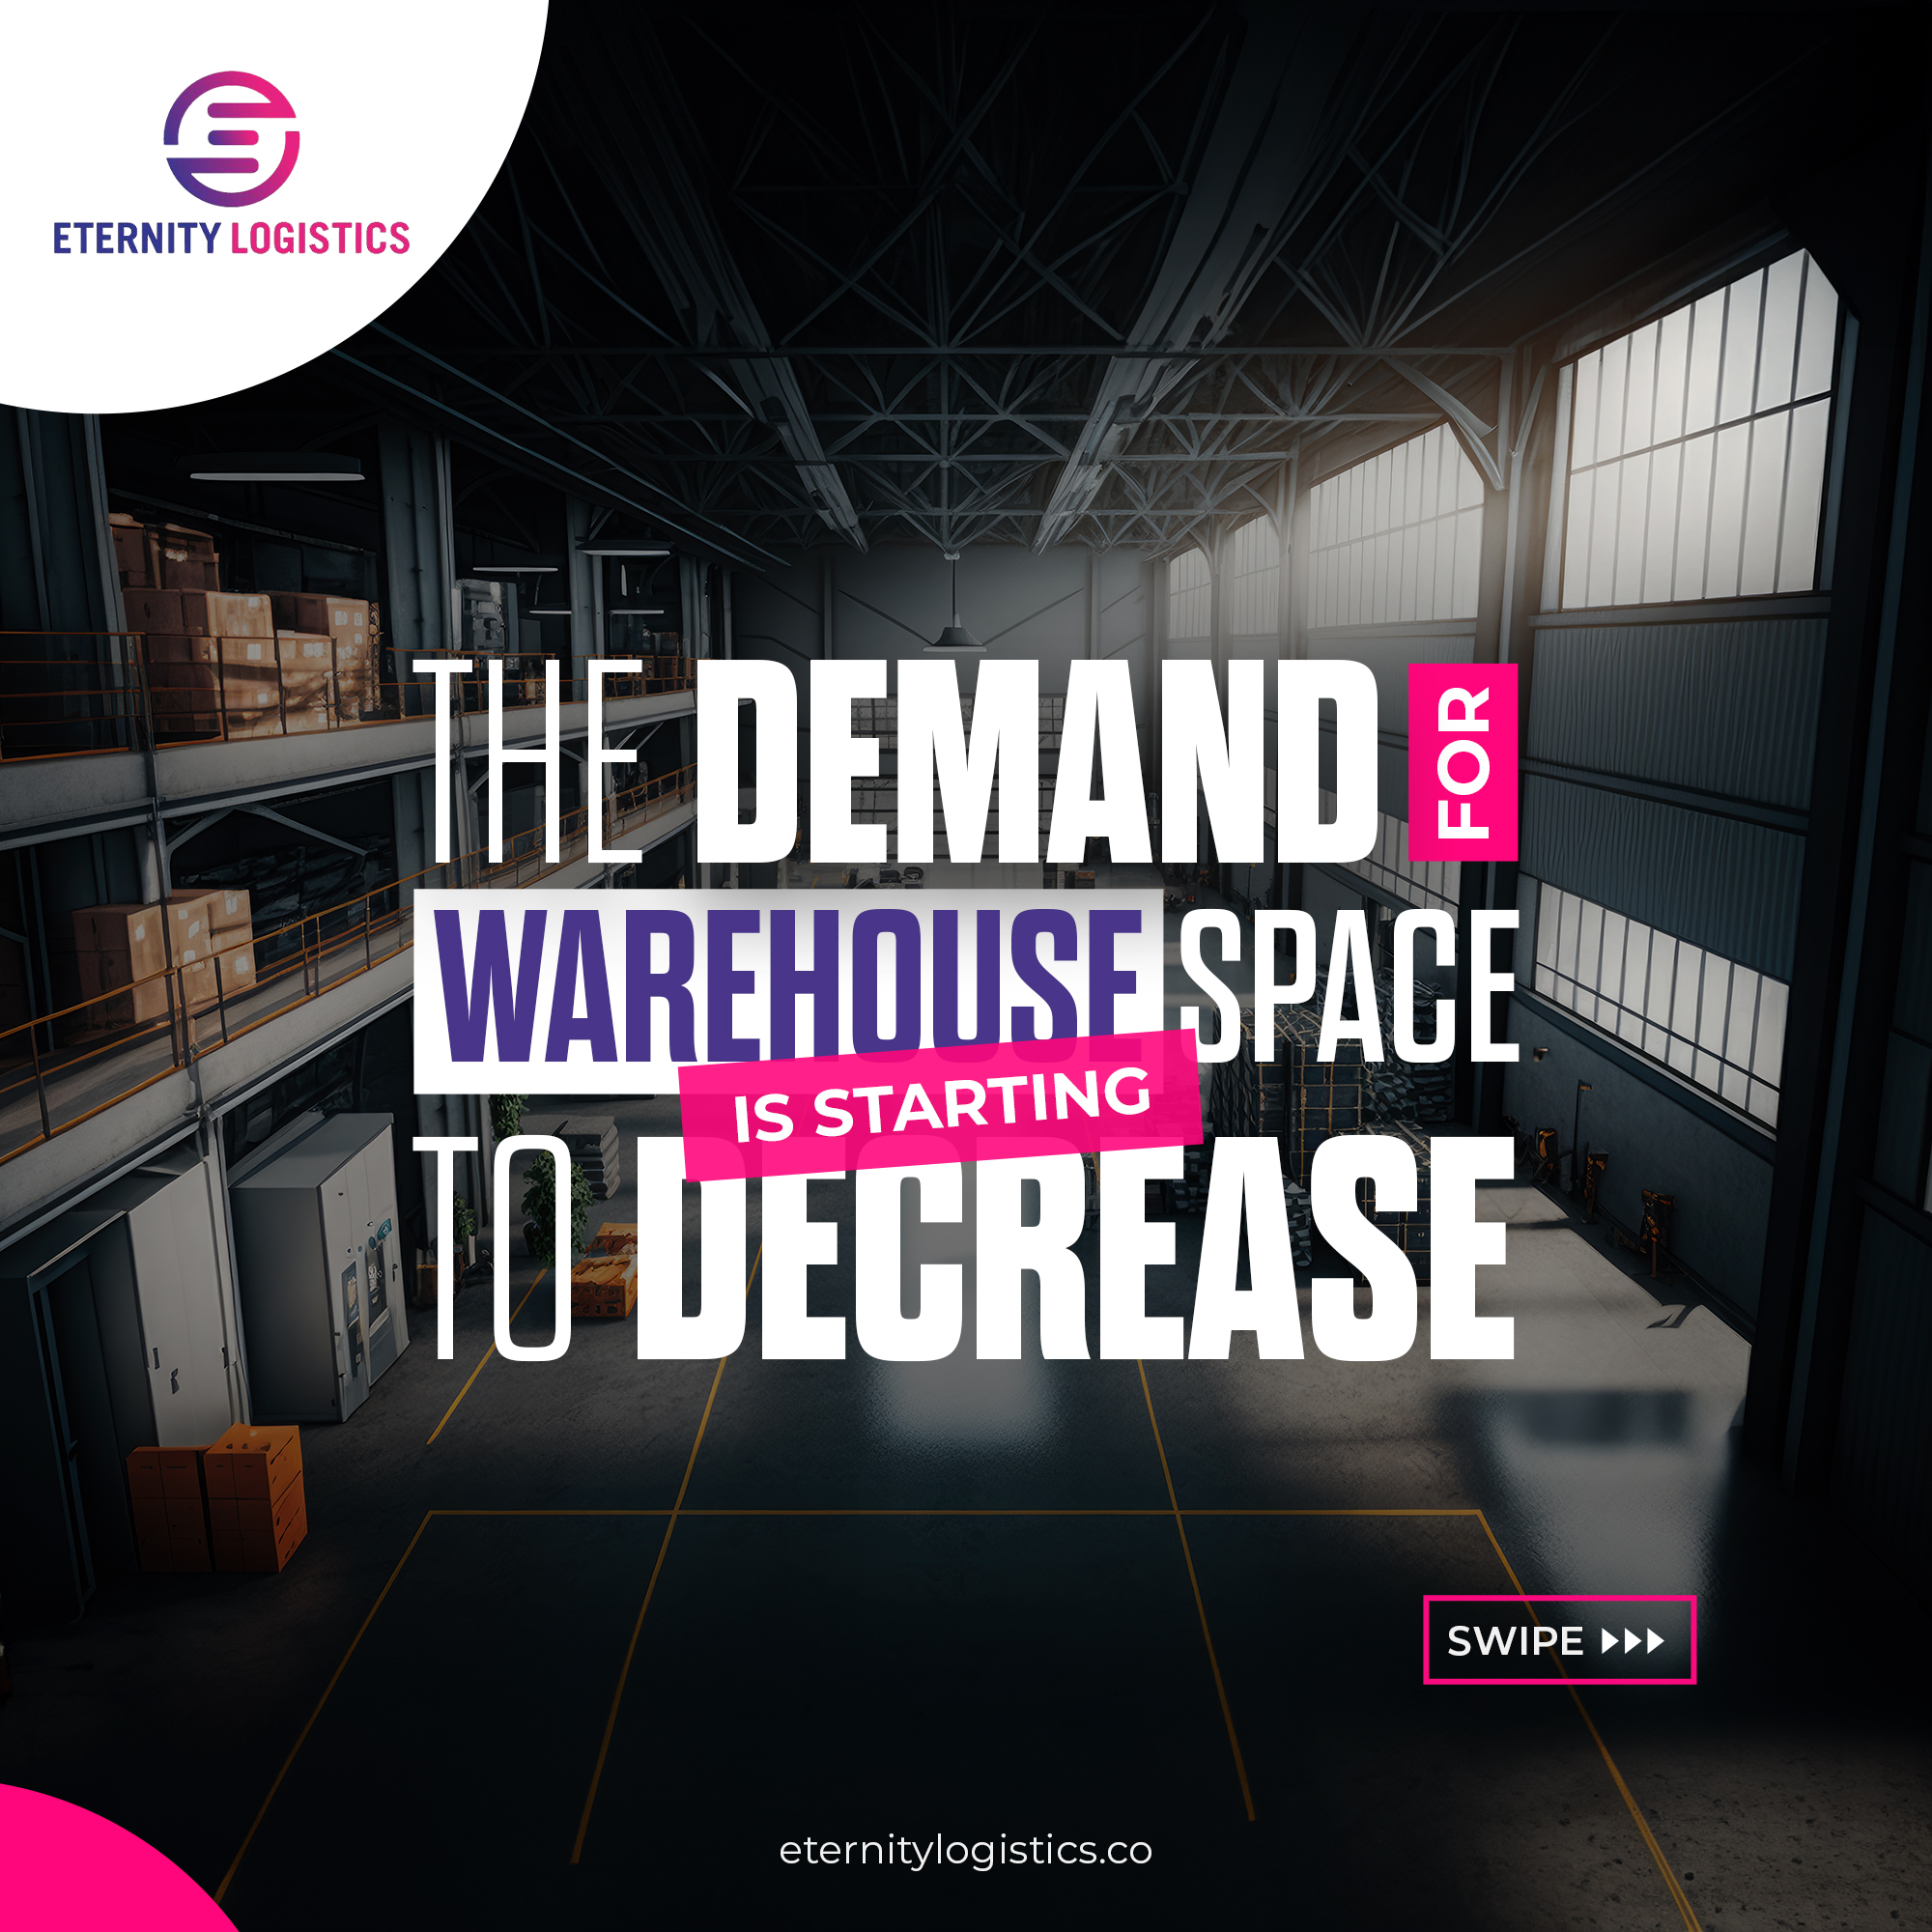 ETERNITY LOGISTICS
THE DEMAND FOR
WAREHOUSE SPACE
IS STARTING
TO DECREASE
SWIPE
eternitylogistics.co